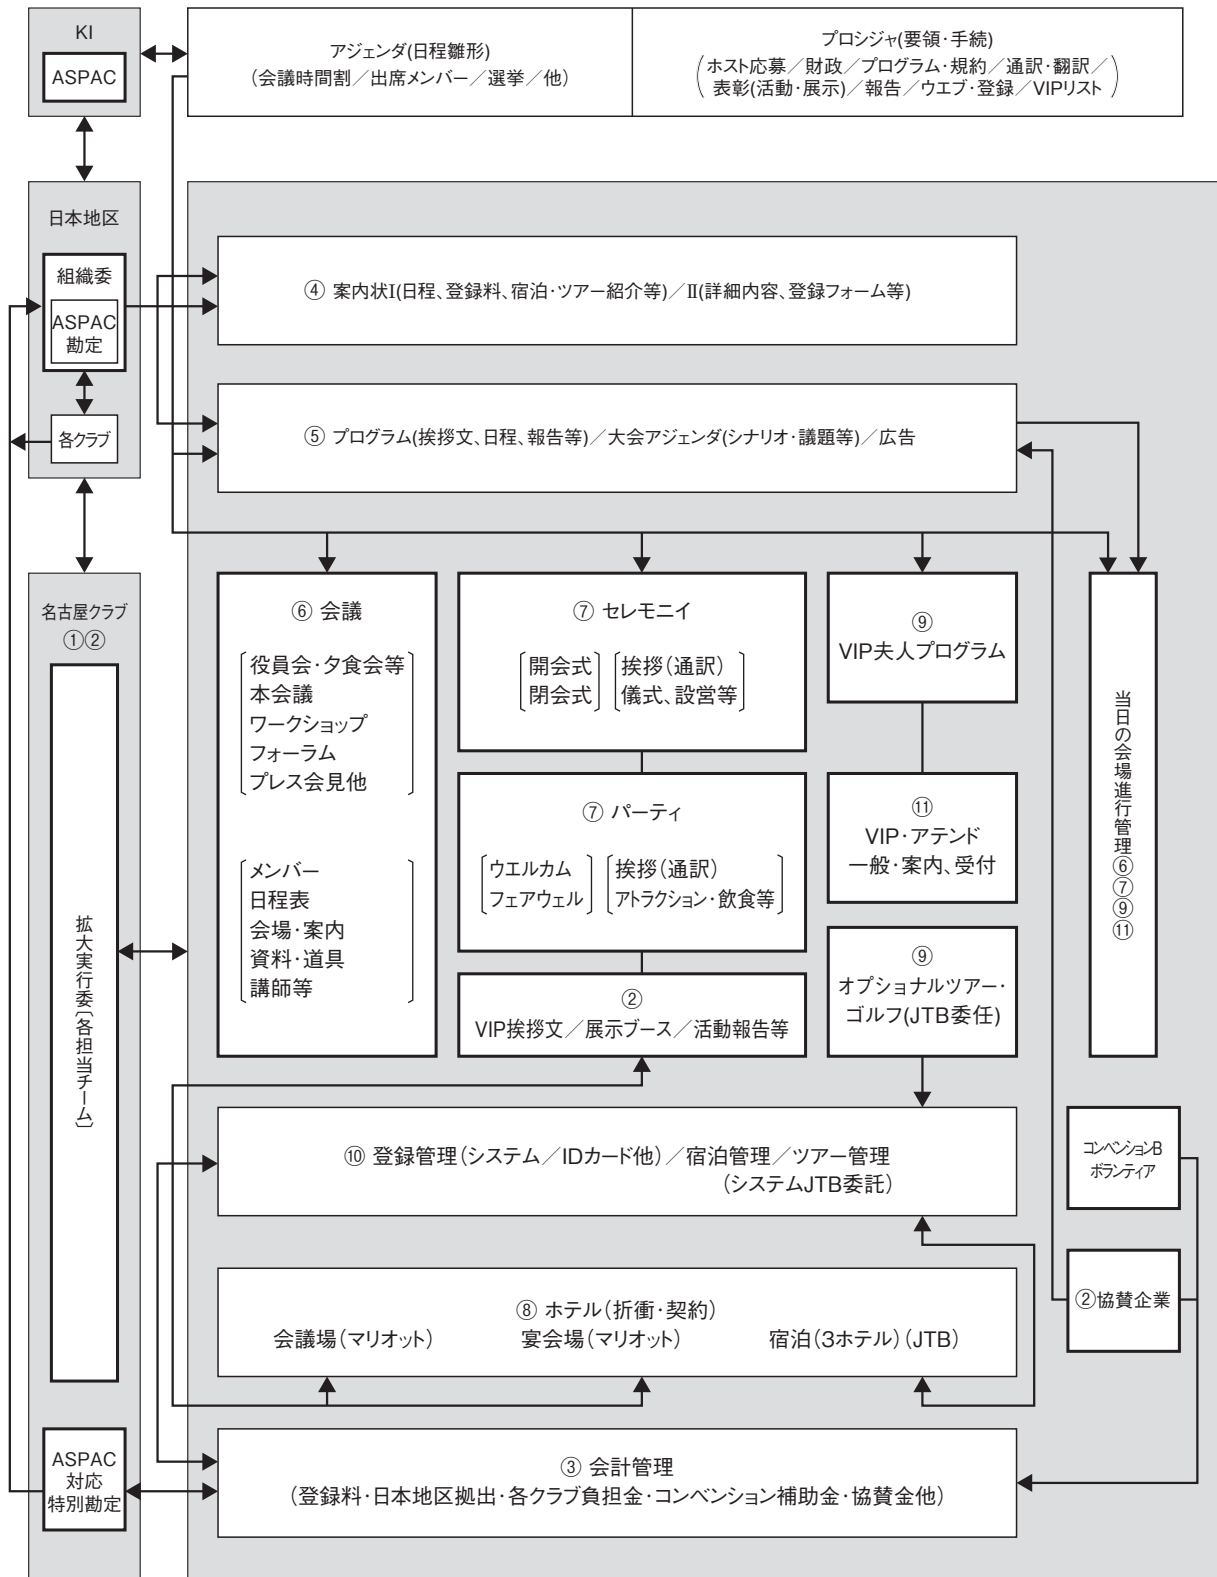 KI
ASPAC
アジェンダ(日程雛形)
(会議時間割／出席メンバー／選挙／他)
プロシジャ(要領・手続)
(ホスト応募／財政／プログラム・規約／通訳・翻訳／
表彰(活動・展示)／報告／ウエブ・登録／VIPリスト)
日本地区
組織委
ASPAC
勘定
各クラブ
④ 案内状Ⅰ(日程、登録料、宿泊・ツアー紹介等)／Ⅱ(詳細内容、登録フォーム等)
⑤ プログラム(挨拶文、日程、報告等)／大会アジェンダ(シナリオ・議題等)／広告
名古屋クラブ
①②
拡大実行委〔各担当チーム〕
⑥ 会議
役員会・夕食会等
本会議
ワークショップ
フォーラム
プレス会見他
メンバー
日程表
会場・案内
資料・道具
講師等
⑦ セレモニイ
開会式
閉会式
挨拶(通訳)
儀式、設営等
⑦ パーティ
ウエルカム
フェアウェル
挨拶(通訳)
アトラクション・飲食等
②
VIP挨拶文／展示ブース／活動報告等
⑨
VIP夫人プログラム
⑪
VIP・アテンド
一般・案内、受付
⑨
オプショナルツアー・
ゴルフ(JTB委任)
当日の会場進行管理⑥⑦⑨⑪
⑩ 登録管理(システム／IDカード他)／宿泊管理／ツアー管理
(システムJTB委託)
コンベンションB
ボランティア
⑧ ホテル(折衝・契約)
会議場(マリオット) 宴会場(マリオット) 宿泊(3ホテル)(JTB)
②協賛企業
ASPAC
対応
特別勘定
③ 会計管理
(登録料・日本地区拠出・各クラブ負担金・コンベンション補助金・協賛金他)